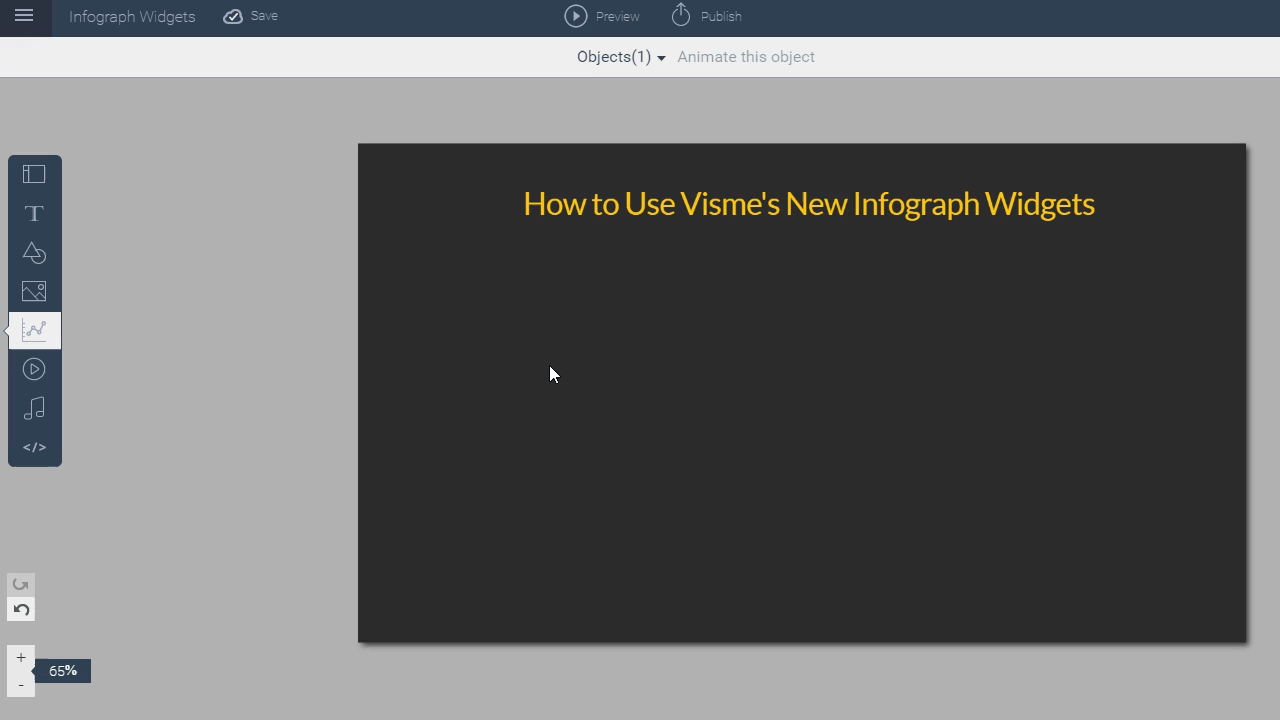 Infograph Widgets Save Preview Publish
Objects(1) Animate this object
How to Use Visme's New Infograph Widgets
T
</>
+
65%
-